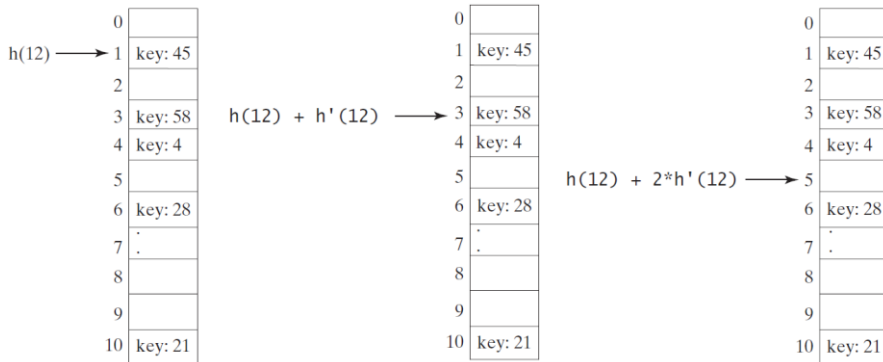 0
h(12) 1 key: 45
2
3 key: 58
4 key: 4
5
6 key: 28
7 :
8
9
10 key: 21
0
1 key: 45
2
h(12) + h'(12) 3 key: 58
4 key: 4
5
6 key: 28
7 :
8
9
10 key: 21
0
1 key: 45
2
3 key: 58
4 key: 4
h(12) + 2*h'(12) 5
6 key: 28
7 :
8
9
10 key: 21